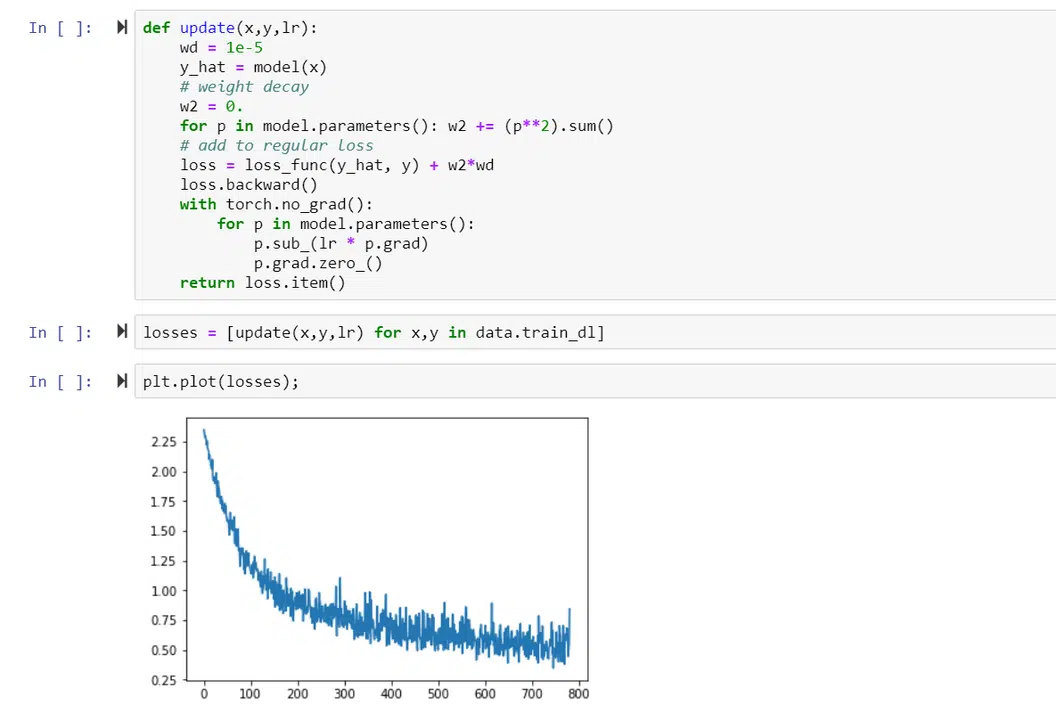 In [ ]: def update(x,y,lr):
    wd = 1e-5
    y_hat = model(x)
    # weight decay
    w2 = 0.
    for p in model.parameters(): w2 += (p**2).sum()
    # add to regular loss
    loss = loss_func(y_hat, y) + w2*wd
    loss.backward()
    with torch.no_grad():
        for p in model.parameters():
            p.sub_(lr * p.grad)
            p.grad.zero_()
    return loss.item()
In [ ]: losses = [update(x,y,lr) for x,y in data.train_dl]
In [ ]: plt.plot(losses);
2.25
2.00
1.75
1.50
1.25
1.00
0.75
0.50
0.25
0 100 200 300 400 500 600 700 800